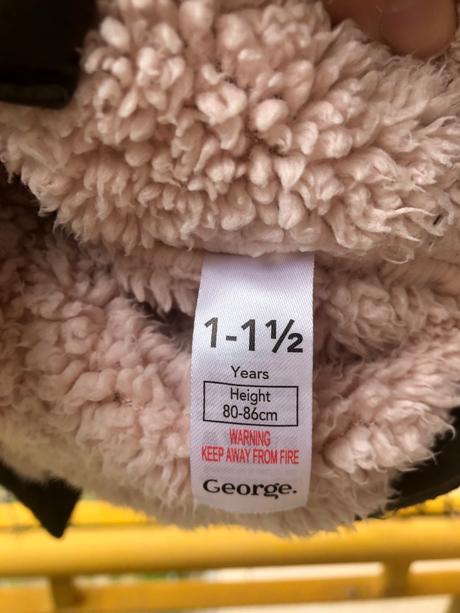 1-1½
Years
Height
80-86cm
WARNING
KEEP AWAY FROM FIRE
George.